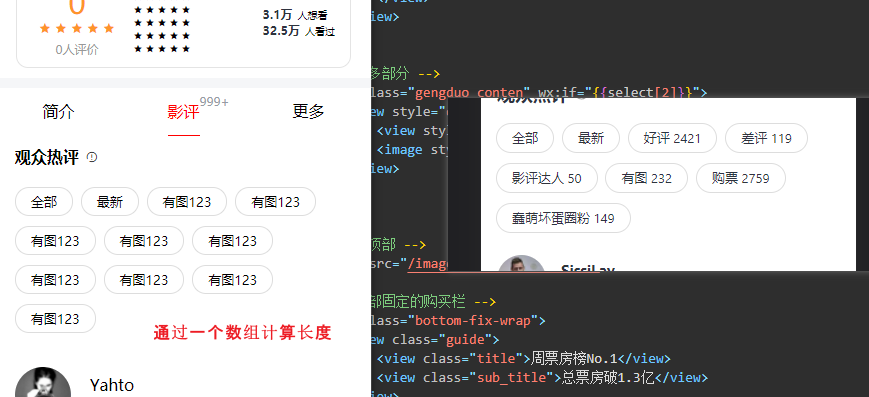 0
3.1万 人想看
32.5万 人看过
0人评价
简介
影评
999+
更多
观众热评
全部
最新
有图123
有图123
有图123
有图123
有图123
有图123
有图123
有图123
有图123
通过一个数组计算长度
Yahto
iew>
多部分 -->
lass="gengduo conten" wx:if="{{select[2]}}">
ew style="
<view sty
<image sty
iew>
顶部 -->
src="/imag
部固定的购买栏 -->
lass="bottom-fix-wrap">
ew class="guide">
<view class="title">周票房榜No.1</view>
<view class="sub_title">总票房破1.3亿</view>
iew>
观众热评
全部
最新
好评 2421
差评 119
影评达人 50
有图 232
购票 2759
蠢萌坏蛋圈粉 149